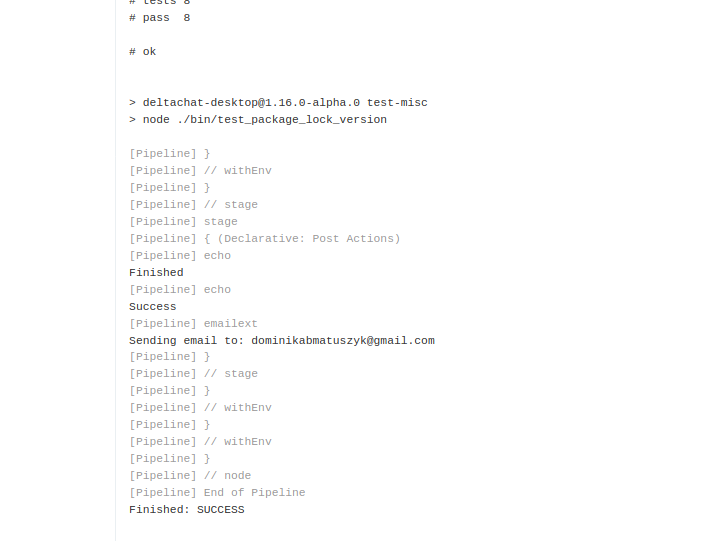 # tests 8
# pass  8
# ok
> deltachat-desktop@1.16.0-alpha.0 test-misc
> node ./bin/test_package_lock_version
[Pipeline] }
[Pipeline] // withEnv
[Pipeline] }
[Pipeline] // stage
[Pipeline] stage
[Pipeline] { (Declarative: Post Actions)
[Pipeline] echo
Finished
[Pipeline] echo
Success
[Pipeline] emailext
Sending email to: dominikabmatuszyk@gmail.com
[Pipeline] }
[Pipeline] // stage
[Pipeline] }
[Pipeline] // withEnv
[Pipeline] }
[Pipeline] // withEnv
[Pipeline] }
[Pipeline] // node
[Pipeline] End of Pipeline
Finished: SUCCESS